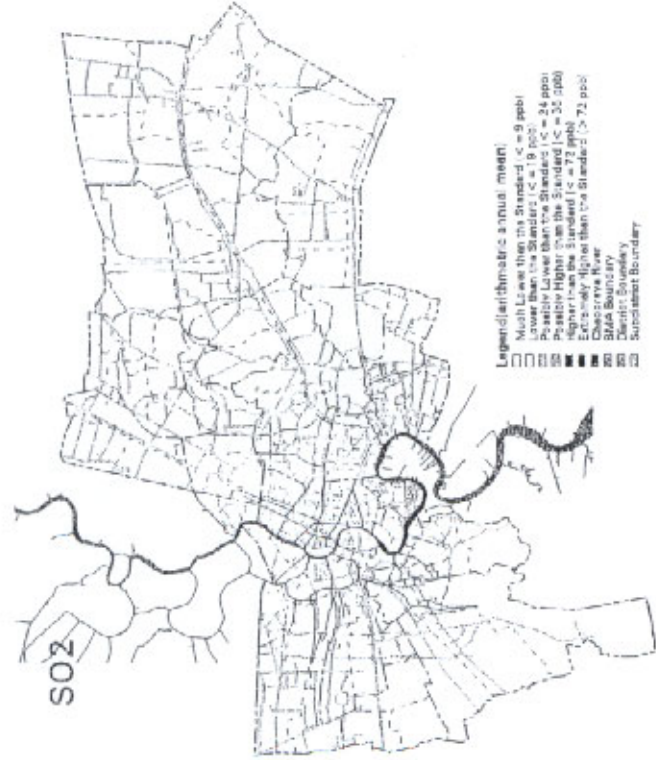 SO2
Legend(arithmetric annual mean)
Much Lower than the Standard (< = 9 ppb)
Lower than the Standard (< = 19 ppb)
Possibly Lower than the Standard (< = 24 ppb)
Possibly Higher than the Standard (< = 36 ppb)
Higher than the Standard (< = 72 ppb)
Extremely Higher than the Standard (> 72 ppb)
Chaopraya River
BMA Boundary
District Boundary
Subdistrict Boundary